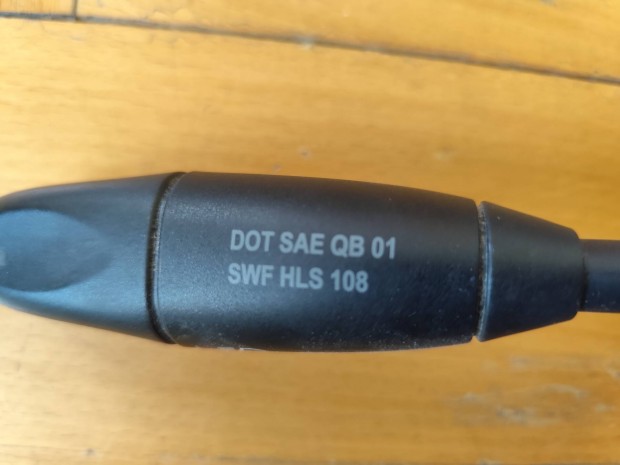 DOT SAE QB 01
SWF HLS 108